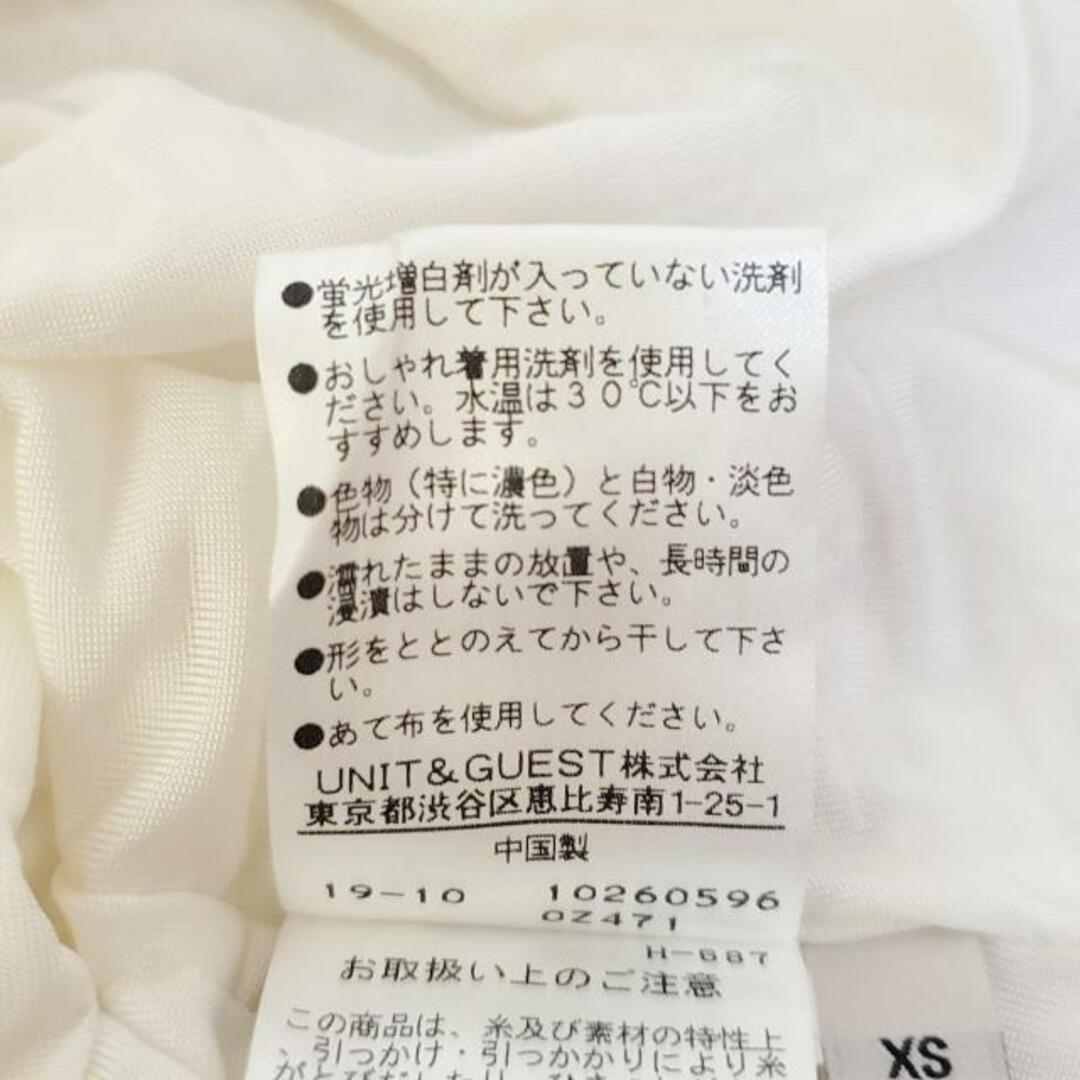 ●蛍光増白剤が入っていない洗剤
を使用して下さい。
●おしゃれ着用洗剤を使用してく
ださい。水温は30℃以下をお
すすめします。
●色物(特に濃色)と白物・淡色
物は分けて洗ってください。
●濡れたままの放置や、長時間の
浸漬はしないで下さい。
●形をととのえてから干して下さ
い。
●あて布を使用してください。
UNIT&GUEST株式会社
東京都渋谷区恵比寿南1-25-1
中国製
19-10 10260596
0Z471
H-687
お取扱い上のご注意
この商品は、糸及び素材の特性上
、引っかけ・引っかかりにより糸
XS